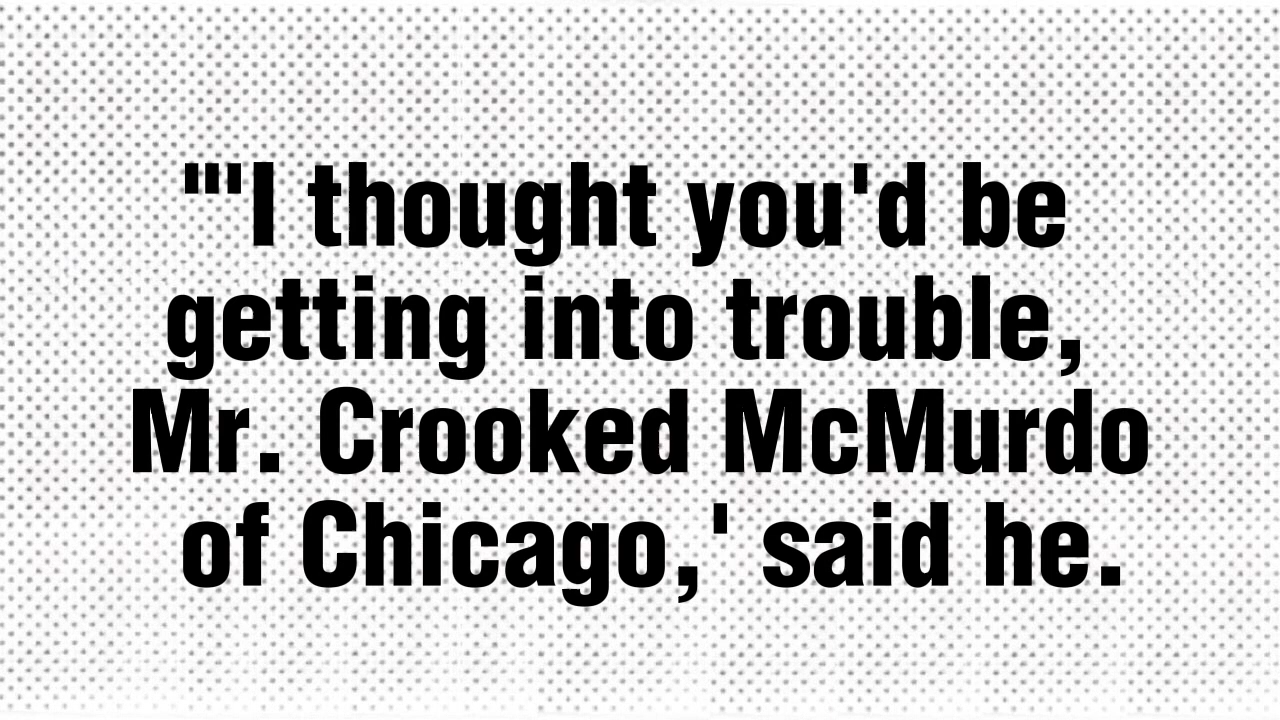 "'I thought you'd be
getting into trouble,
Mr. Crooked McMurdo
of Chicago,' said he.